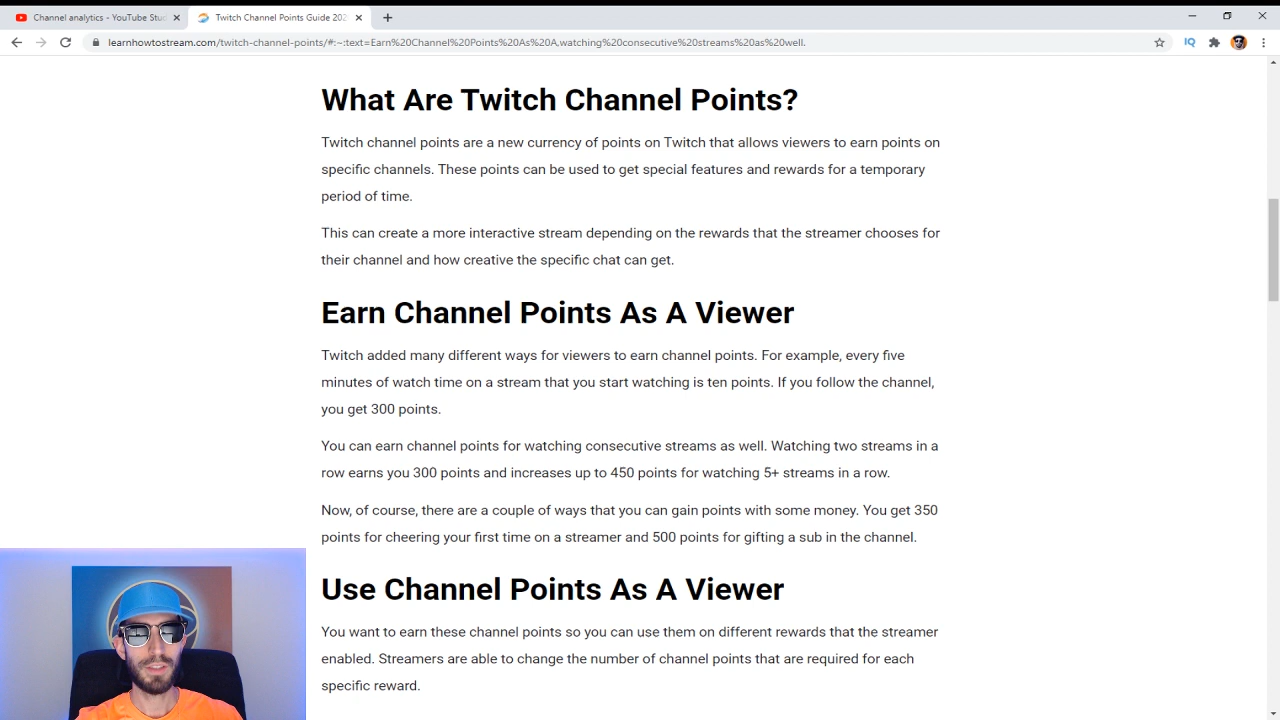 Channel analytics - YouTube Stud
Twitch Channel Points Guide 202
learnhowtostream.com/twitch-channel-points/#:~:text=Earn%20Channel%20Points%20As%20A,watching%20consecutive%20streams%20as%20well.
IQ
What Are Twitch Channel Points?
Twitch channel points are a new currency of points on Twitch that allows viewers to earn points on
specific channels. These points can be used to get special features and rewards for a temporary
period of time.
This can create a more interactive stream depending on the rewards that the streamer chooses for
their channel and how creative the specific chat can get.
Earn Channel Points As A Viewer
Twitch added many different ways for viewers to earn channel points. For example, every five
minutes of watch time on a stream that you start watching is ten points. If you follow the channel,
you get 300 points.
You can earn channel points for watching consecutive streams as well. Watching two streams in a
row earns you 300 points and increases up to 450 points for watching 5+ streams in a row.
Now, of course, there are a couple of ways that you can gain points with some money. You get 350
points for cheering your first time on a streamer and 500 points for gifting a sub in the channel.
Use Channel Points As A Viewer
You want to earn these channel points so you can use them on different rewards that the streamer
enabled. Streamers are able to change the number of channel points that are required for each
specific reward.